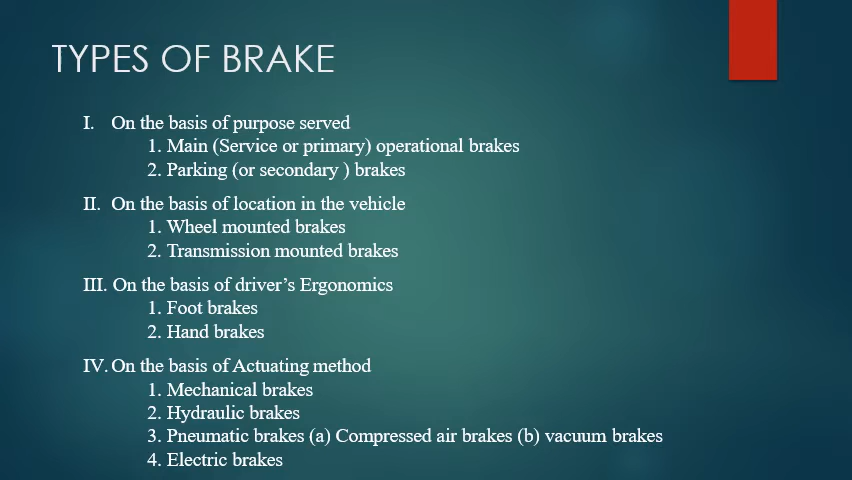 TYPES OF BRAKE
I. On the basis of purpose served
1. Main (Service or primary) operational brakes
2. Parking (or secondary ) brakes
II. On the basis of location in the vehicle
1. Wheel mounted brakes
2. Transmission mounted brakes
III. On the basis of driver’s Ergonomics
1. Foot brakes
2. Hand brakes
IV. On the basis of Actuating method
1. Mechanical brakes
2. Hydraulic brakes
3. Pneumatic brakes (a) Compressed air brakes (b) vacuum brakes
4. Electric brakes